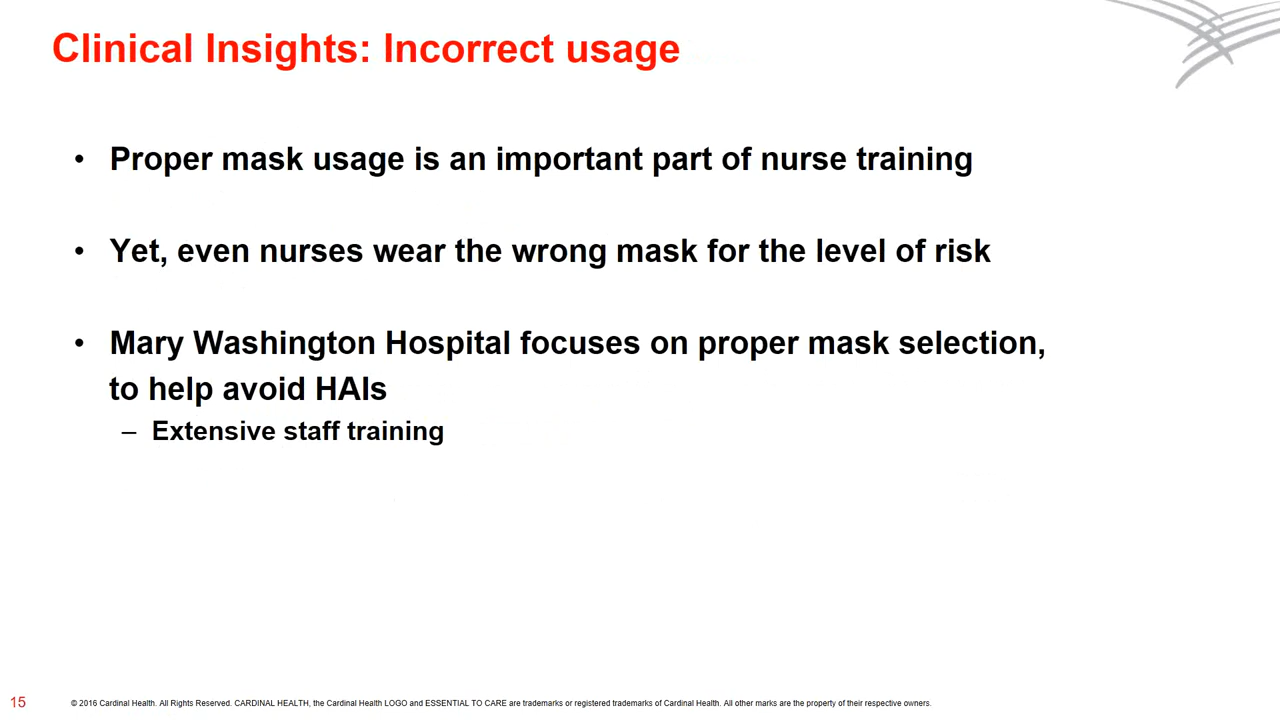 Clinical Insights: Incorrect usage
• Proper mask usage is an important part of nurse training
• Yet, even nurses wear the wrong mask for the level of risk
• Mary Washington Hospital focuses on proper mask selection,
to help avoid HAIs
– Extensive staff training
15
© 2016 Cardinal Health. All Rights Reserved. CARDINAL HEALTH, the Cardinal Health LOGO and ESSENTIAL TO CARE are trademarks or registered trademarks of Cardinal Health. All other marks are the property of their respective owners.